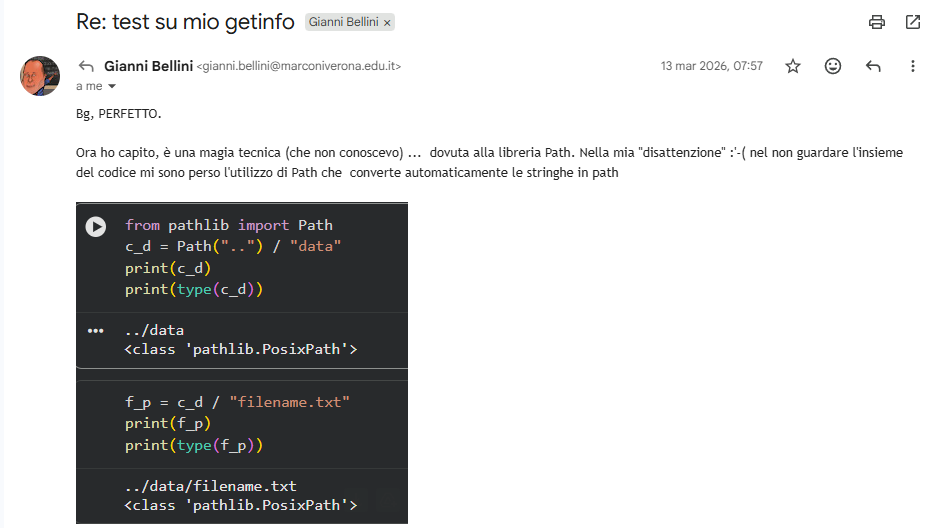 Re: test su mio getinfo Gianni Bellini ×
Gianni Bellini <gianni.bellini@marconiverona.edu.it> 13 mar 2026, 07:57
a me
Bg, PERFETTO.
Ora ho capito, è una magia tecnica (che non conoscevo) ... dovuta alla libreria Path. Nella mia "disattenzione" :'-( nel non guardare l'insieme
del codice mi sono perso l'utilizzo di Path che converte automaticamente le stringhe in path
from pathlib import Path
c_d = Path("..") / "data"
print(c_d)
print(type(c_d))
../data
<class 'pathlib.PosixPath'>
f_p = c_d / "filename.txt"
print(f_p)
print(type(f_p))
../data/filename.txt
<class 'pathlib.PosixPath'>